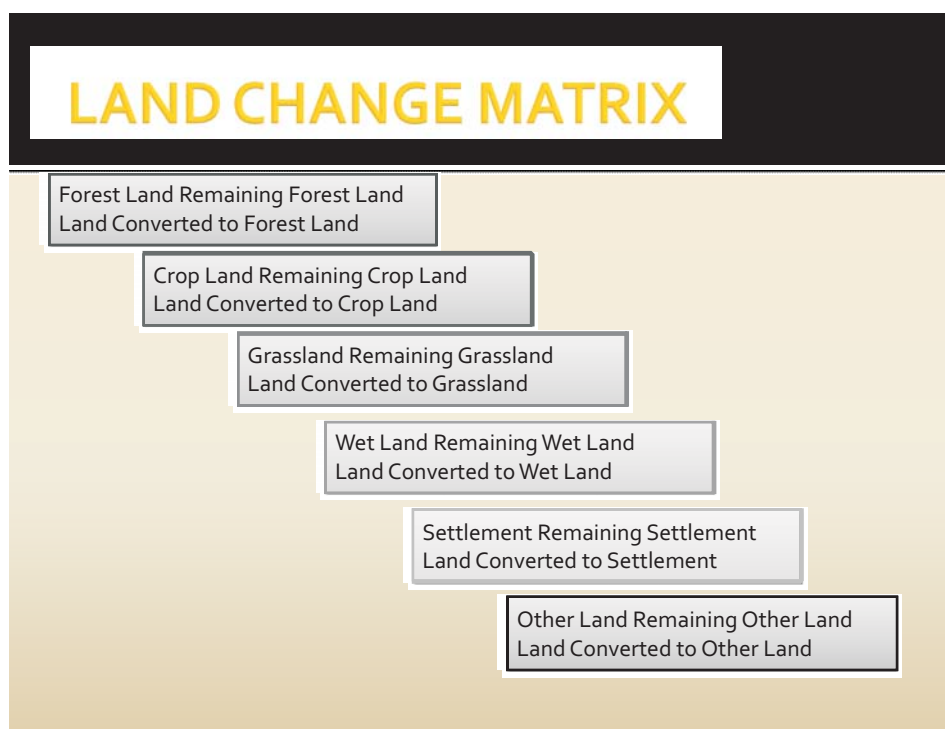 LAND CHANGE MATRIX
Forest Land Remaining Forest Land
Land Converted to Forest Land
Crop Land Remaining Crop Land
Land Converted to Crop Land
Grassland Remaining Grassland
Land Converted to Grassland
Wet Land Remaining Wet Land
Land Converted to Wet Land
Settlement Remaining Settlement
Land Converted to Settlement
Other Land Remaining Other Land
Land Converted to Other Land